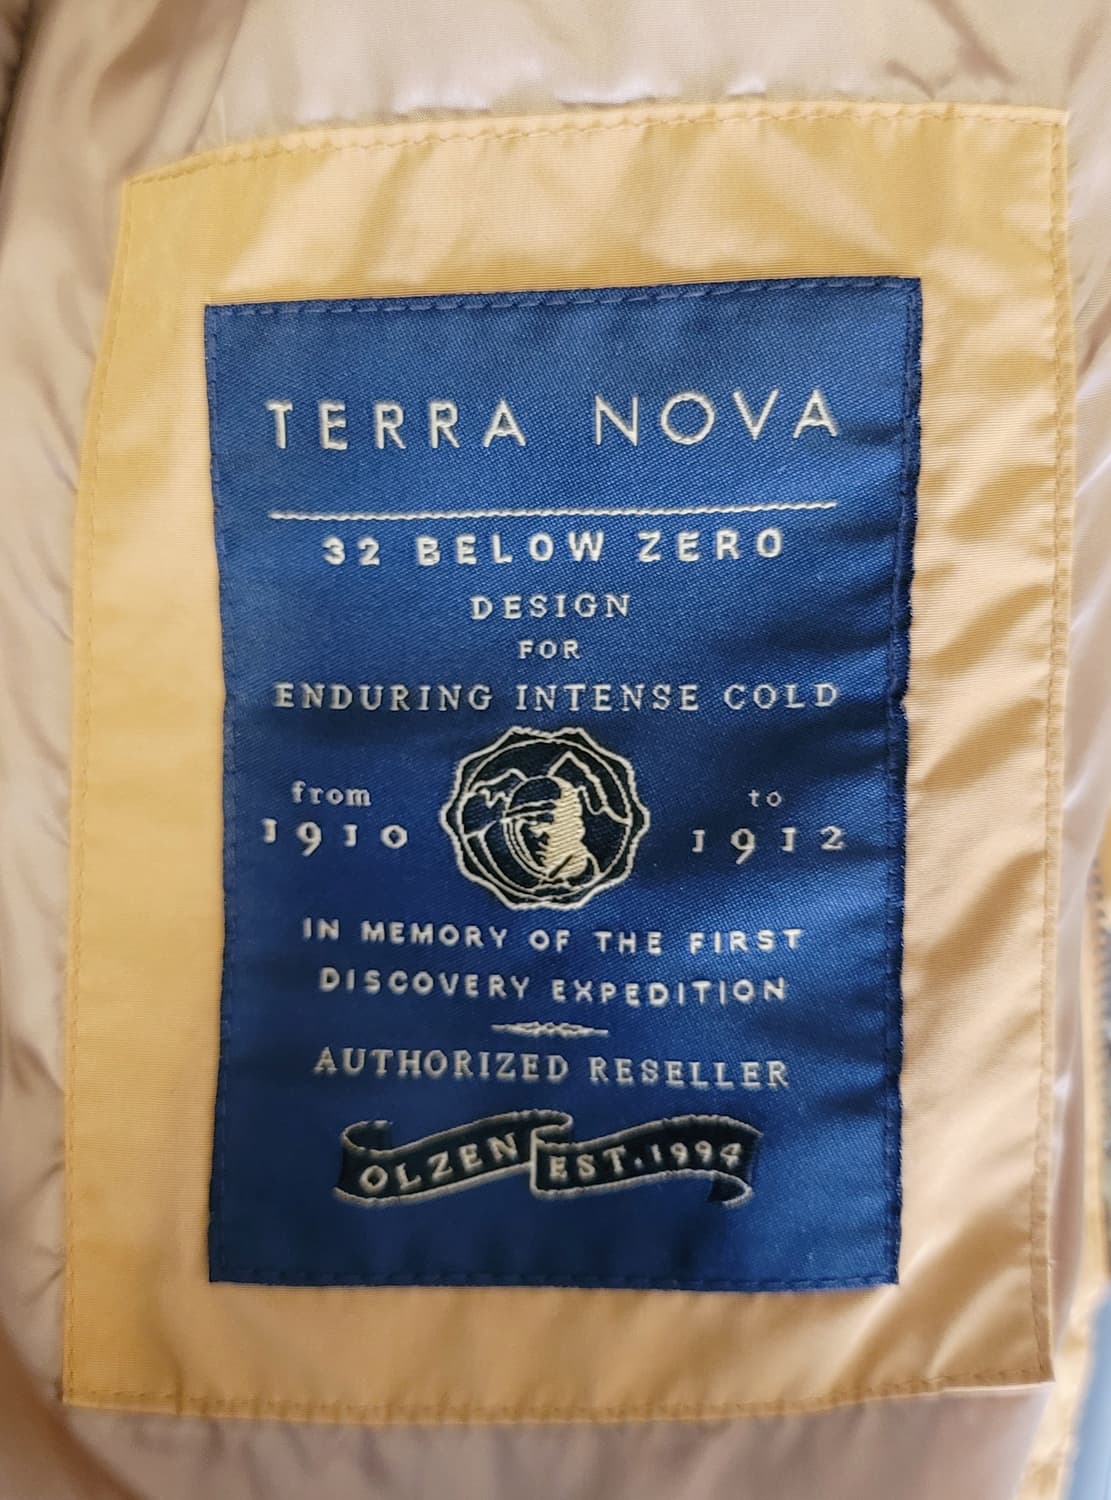 TERRA NOVA
32 BELOW ZERO
DESIGN
FOR
ENDURING INTENSE COLD
from to
1910 1912
IN MEMORY OF THE FIRST
DISCOVERY EXPEDITION
AUTHORIZED RESELLER
OLZEN EST.1994